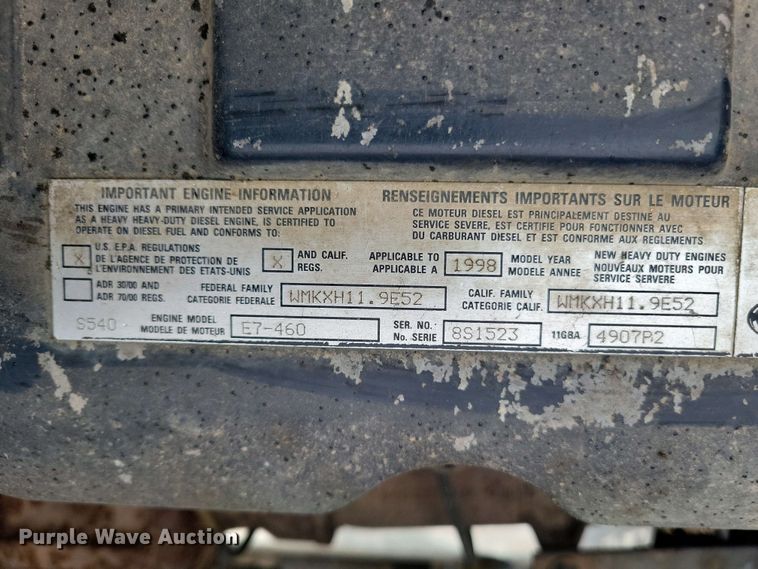 IMPORTANT ENGINE INFORMATION
THIS ENGINE HAS A PRIMARY INTENDED SERVICE APPLICATION
AS A HEAVY HEAVY-DUTY DIESEL ENGINE, IS CERTIFIED TO
OPERATE ON DIESEL FUEL AND CONFORMS TO:
RENSEIGNEMENTS IMPORTANTS SUR LE MOTEUR
CE MOTEUR DIESEL EST PRINCIPALEMENT DESTINÉ AU
SERVICE SEVERE, EST CERTIFIÉ POUR FONCTIONNER AVEC
DU CARBURANT DIESEL ET EST CONFORME AUX REGLEMENTS
X U.S. E.P.A. REGULATIONS
DE L'AGENCE DE PROTECTION DE
L'ENVIRONNEMENT DES ETATS-UNIS
X AND CALIF.
REGS.
APPLICABLE TO
APPLICABLE A
1998
MODEL YEAR
MODÈLE ANNÉE
NEW HEAVY DUTY ENGINES
NOUVEAUX MOTEURS POUR
SERVICE SERVERE
ADR 30/00 AND
ADR 70/00 REGS.
FEDERAL FAMILY
CATEGORIE FEDERALE
WMKXH11.9E52
CALIF. FAMILY
CATEGORIE CALIF.
WMKXH11.9E52
S540
ENGINE MODEL
MODÈLE DE MOTEUR
E7-460
SER. NO.
No. SERIE
8S1523
11GBA
4907R2
Purple Wave Auction